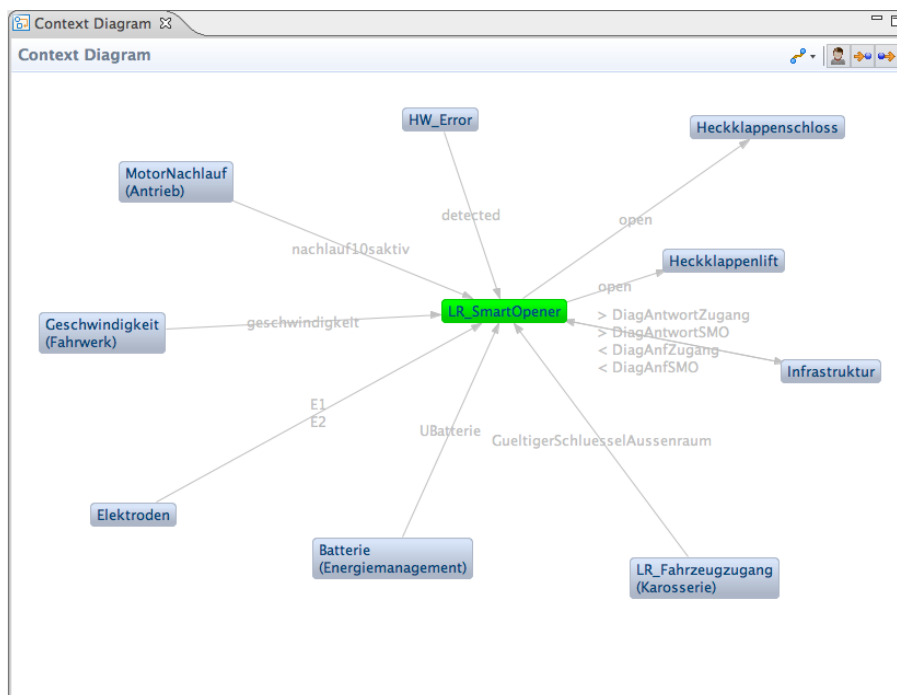 Context Diagram
Context Diagram
HW_Error
Heckklappenschloss
MotorNachlauf
(Antrieb)
detected
open
nachlauf10saktiv
Heckklappenlift
open
LR_SmartOpener
Geschwindigkeit
(Fahrwerk)
geschwindigkeit
> DiagAntwortZugang
> DiagAntwortSMO
< DiagAnfZugang
< DiagAnfSMO
Infrastruktur
E1
E2
UBatterie
GueltigerSchluesselAussenraum
Elektroden
Batterie
(Energiemanagement)
LR_Fahrzeugzugang
(Karosserie)